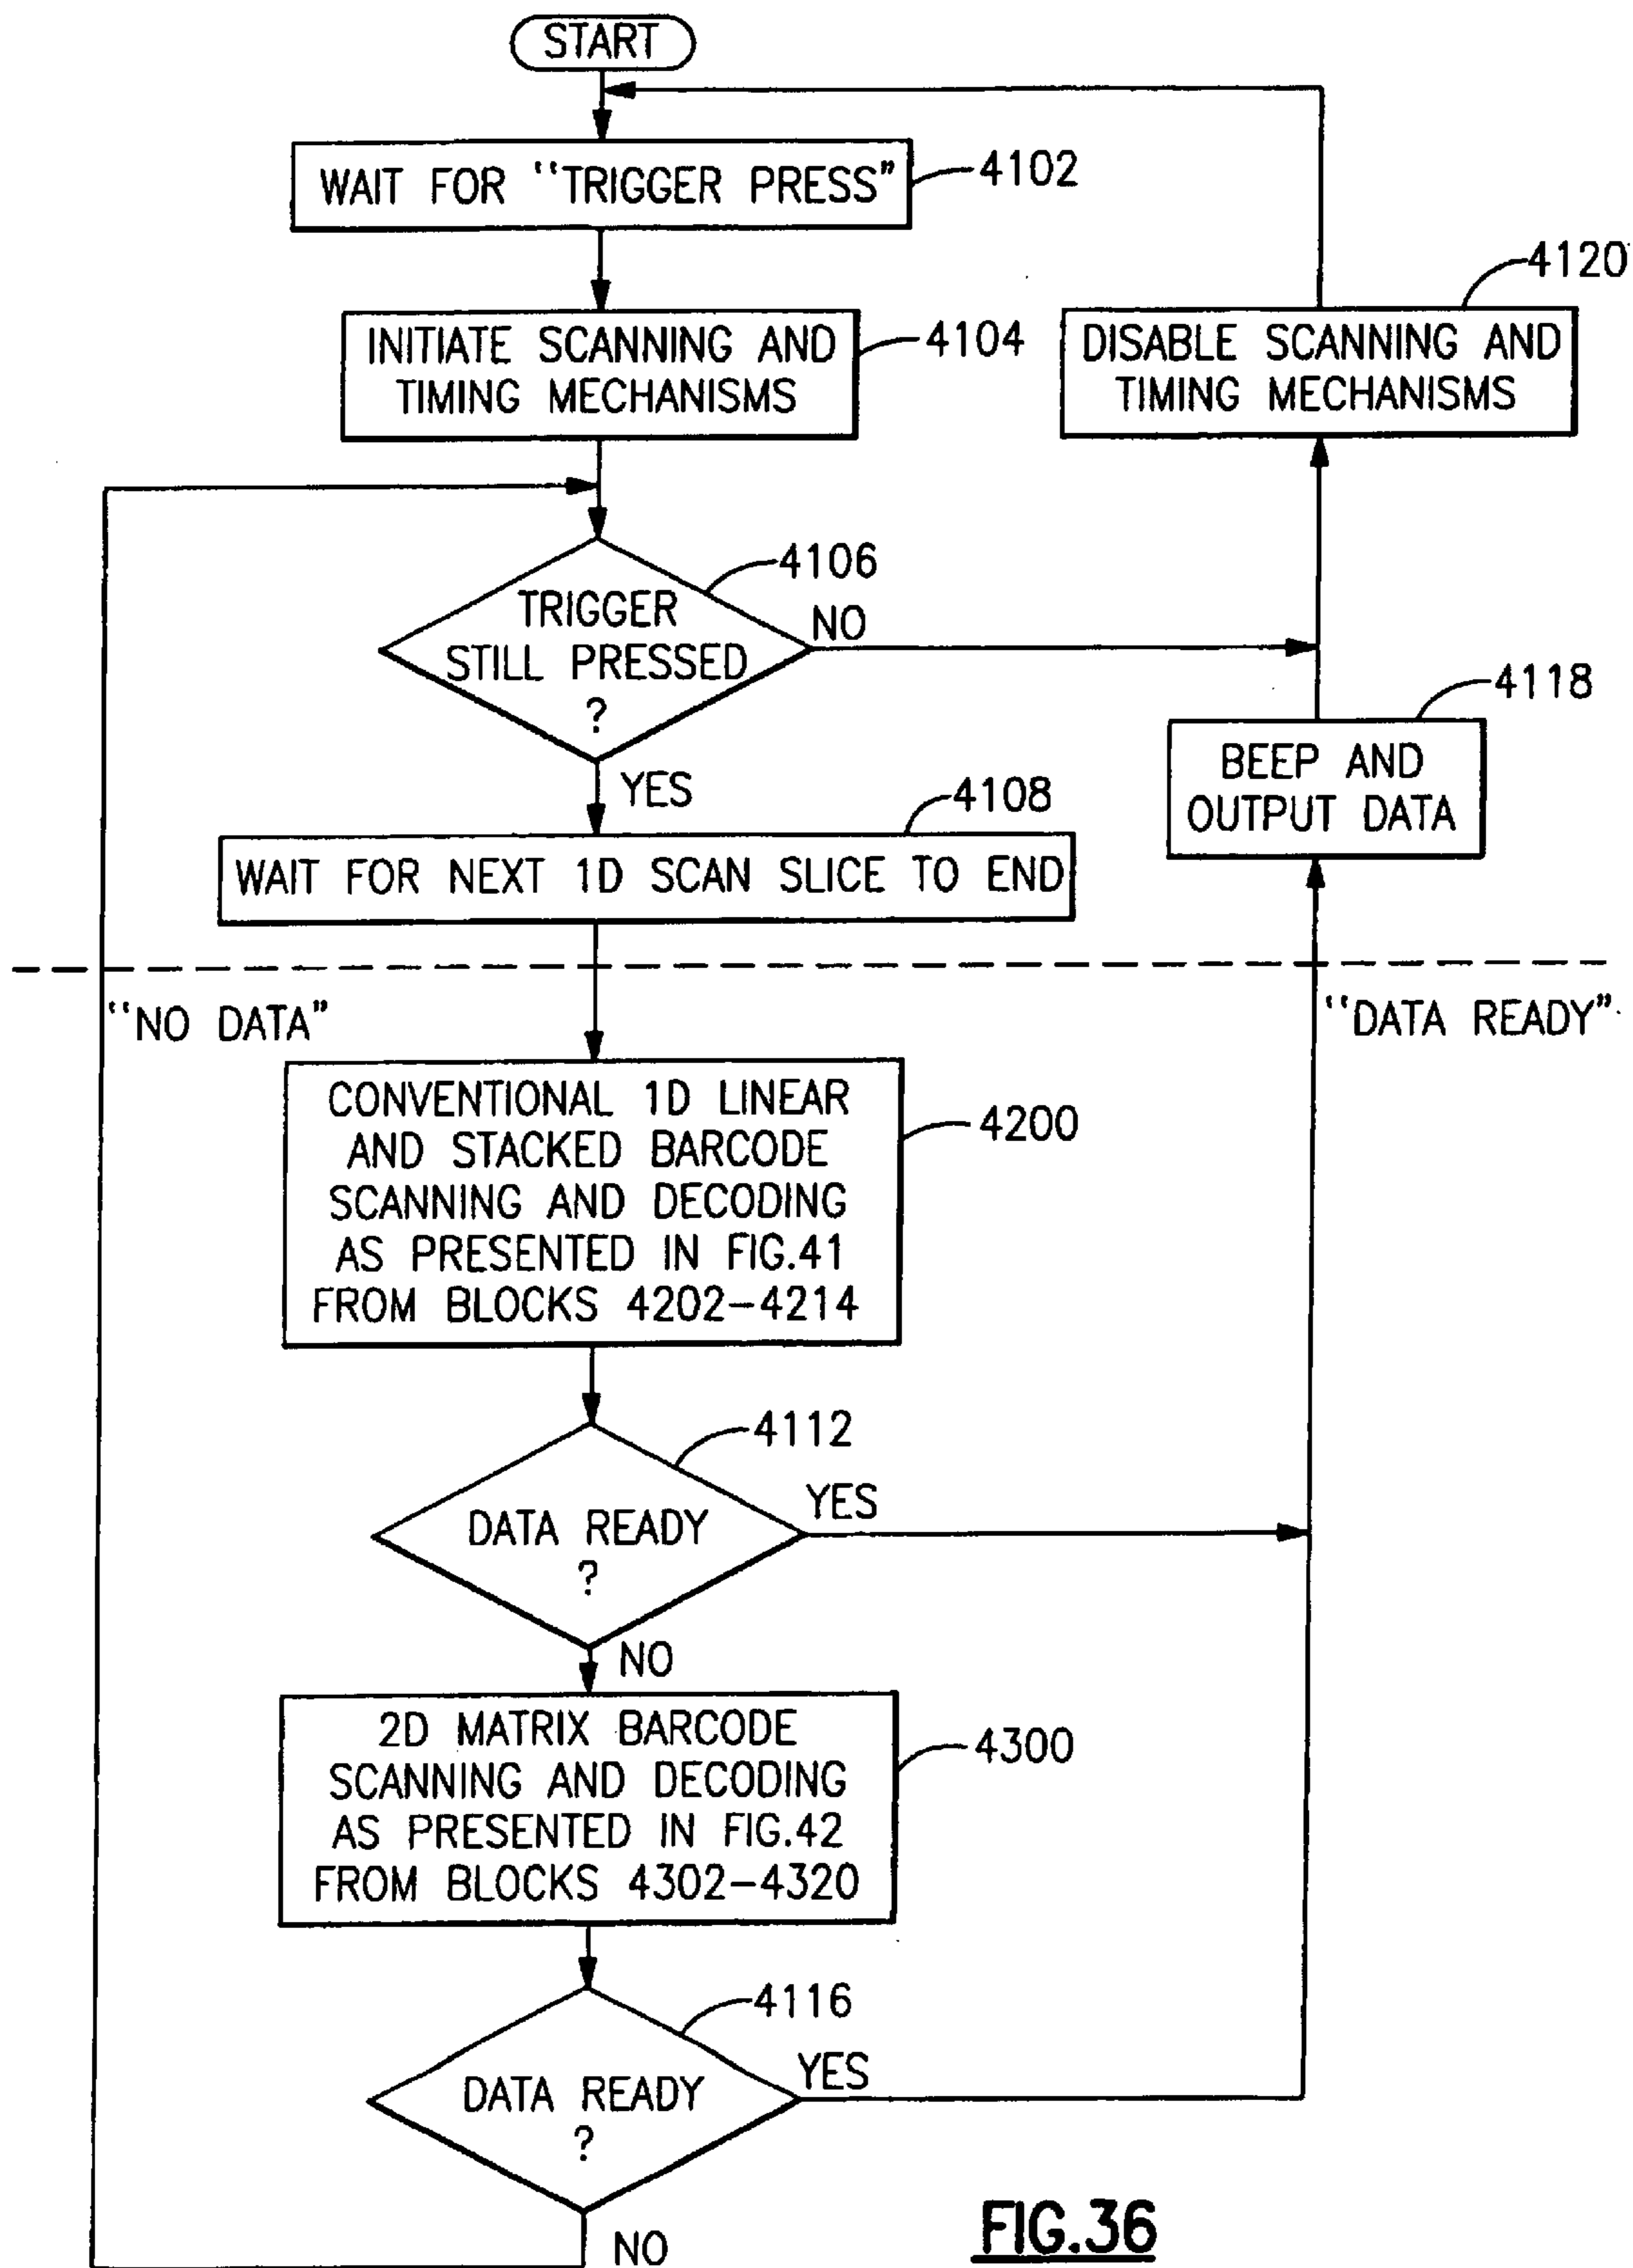 START
WAIT FOR "TRIGGER PRESS"
4102
INITIATE SCANNING AND
TIMING MECHANISMS
4104
DISABLE SCANNING AND
TIMING MECHANISMS
4120
TRIGGER
STILL PRESSED
?
4106
NO
YES
BEEP AND
OUTPUT DATA
4118
WAIT FOR NEXT 1D SCAN SLICE TO END
4108
"NO DATA"
"DATA READY"
CONVENTIONAL 1D LINEAR
AND STACKED BARCODE
SCANNING AND DECODING
AS PRESENTED IN FIG.41
FROM BLOCKS 4202-4214
4200
DATA READY
?
4112
YES
NO
2D MATRIX BARCODE
SCANNING AND DECODING
AS PRESENTED IN FIG.42
FROM BLOCKS 4302-4320
4300
DATA READY
?
4116
YES
NO
FIG.36